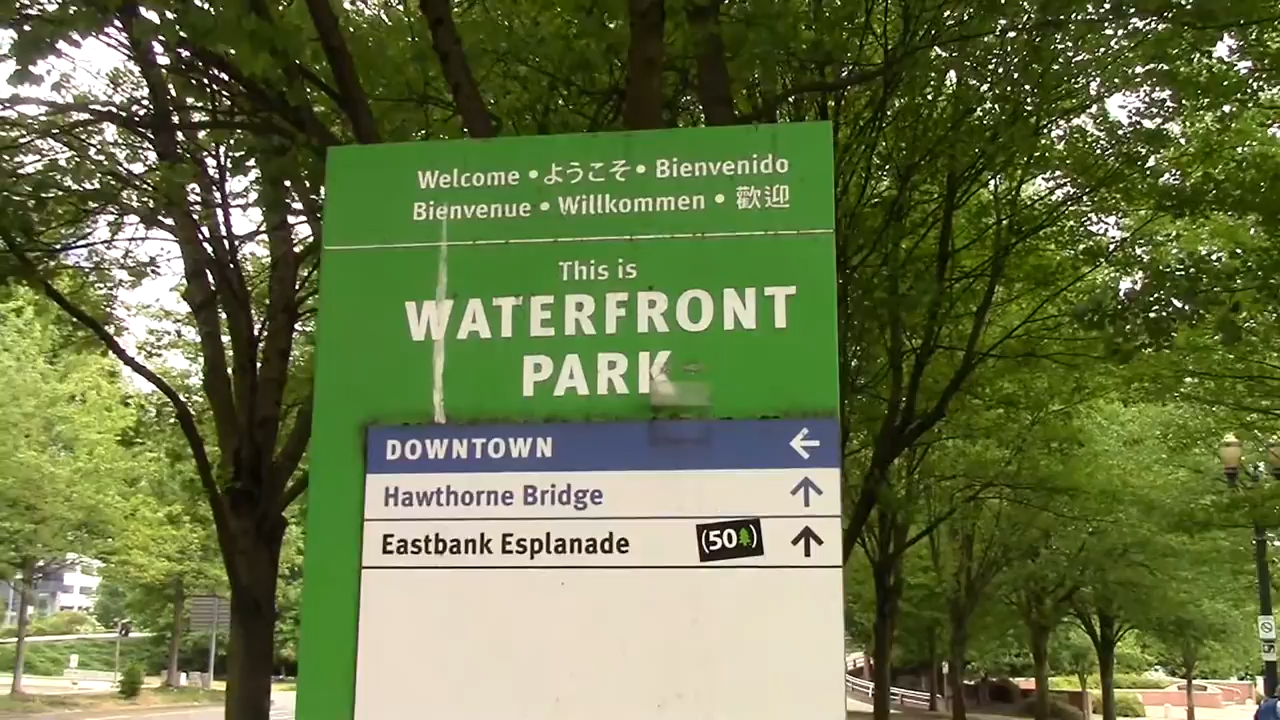 Welcome • ようこそ • Bienvenido
Bienvenue • Willkommen • 歡迎
This is
WATERFRONT
PARK
DOWNTOWN ←
Hawthorne Bridge ↑
Eastbank Esplanade (50) ↑